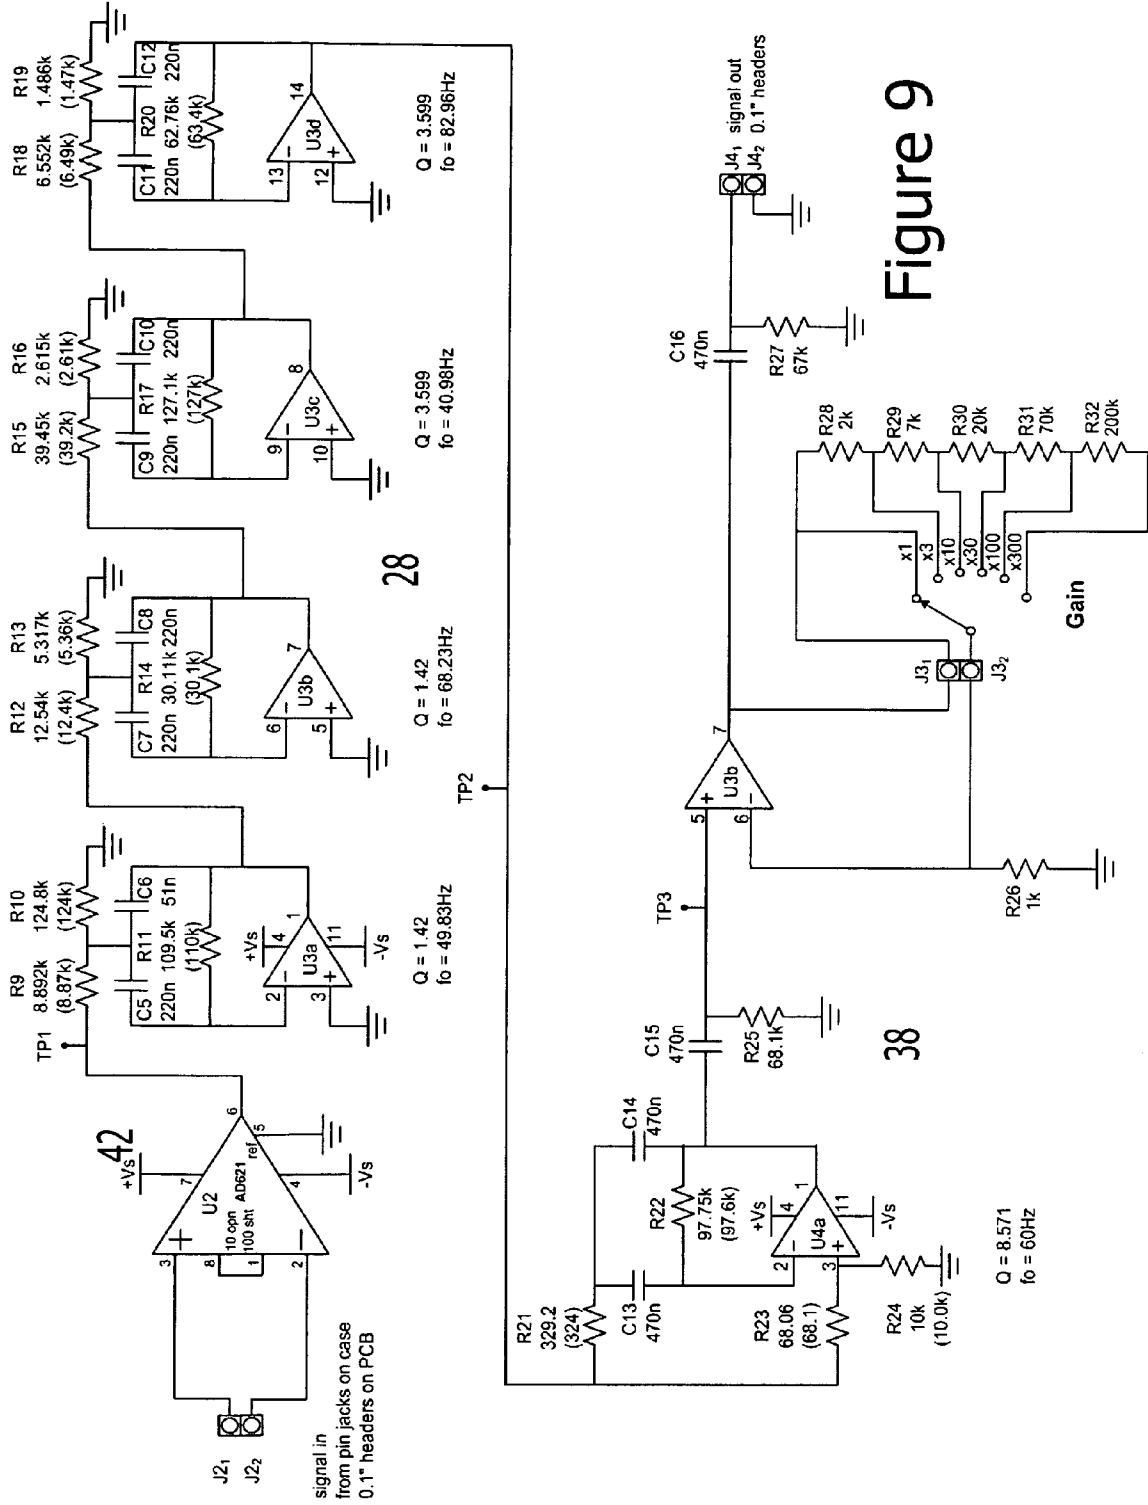 R9
8.892k
(8.87k)
R10
124.8k
(124k)
TP1
C5
220n
R11
109.5k
(110k)
C6
51n
+Vs
4
2
3
U3a
1
11
-Vs
Q = 1.42
fo = 49.83Hz
R12
12.54k
(12.4k)
R13
5.317k
(5.36k)
C7
220n
R14
30.11k
(30.1k)
C8
220n
6
5
U3b
7
Q = 1.42
fo = 68.23Hz
R15
39.45k
(39.2k)
R16
2.615k
(2.61k)
C9
220n
R17
127.1k
(127k)
C10
220n
9
10
U3c
8
Q = 3.599
fo = 40.98Hz
R18
6.552k
(6.49k)
R19
1.486k
(1.47k)
C11
220n
R20
62.76k
(63.4k)
C12
220n
13
12
U3d
14
Q = 3.599
fo = 82.96Hz
42
+Vs
7
3
8
1
2
U2
10 opn
100 sht
AD621
6
5
ref
4
-Vs
J2₁
J2₂
signal in
from pin jacks on case
0.1" headers on PCB
28
TP2
R21
329.2
(324)
C13
470n
C14
470n
R22
97.75k
(97.6k)
+Vs
4
2
3
U4a
1
11
-Vs
R23
68.06
(68.1)
R24
10k
(10.0k)
Q = 8.571
fo = 60Hz
C15
470n
R25
68.1k
38
TP3
5
6
U3b
7
R26
1k
J3₁
J3₂
x1
x3
x10
x30
x100
x300
Gain
R28
2k
R29
7k
R30
20k
R31
70k
R32
200k
C16
470n
R27
67k
J4₁ signal out
J4₂ 0.1" headers
Figure 9